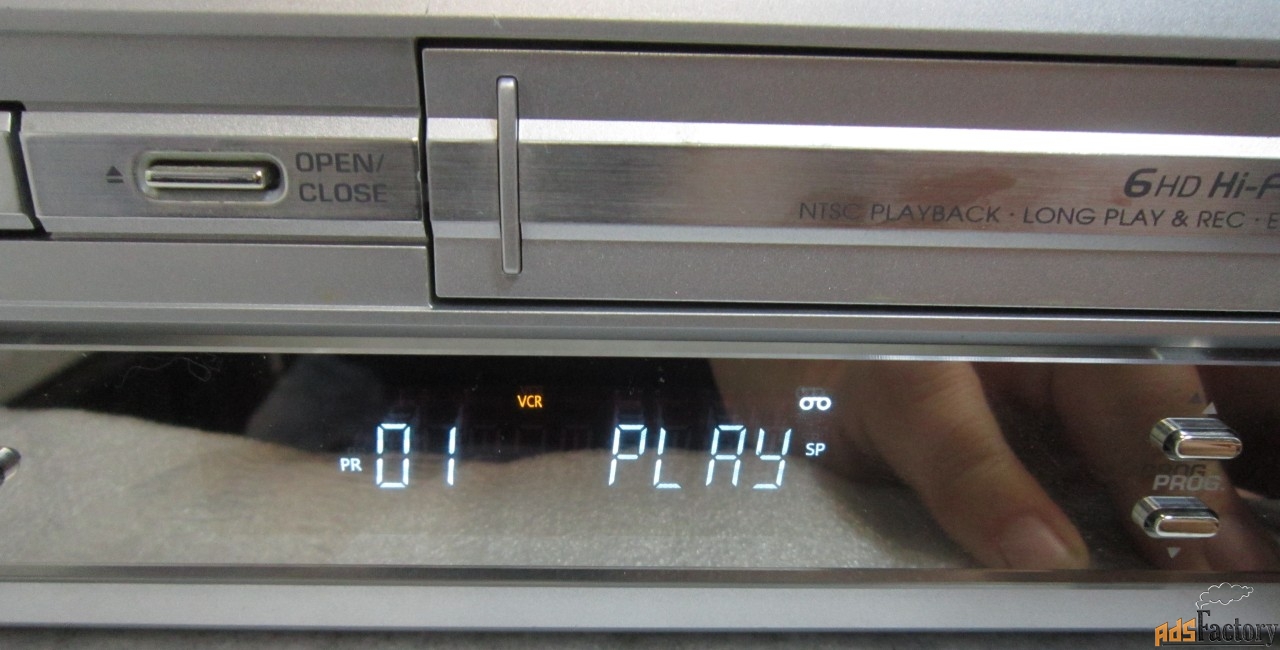 OPEN/
CLOSE
6HD Hi-F
NTSC PLAYBACK · LONG PLAY & REC · E
VCR
PR 01 PLAY SP
PROG
AdsFactory